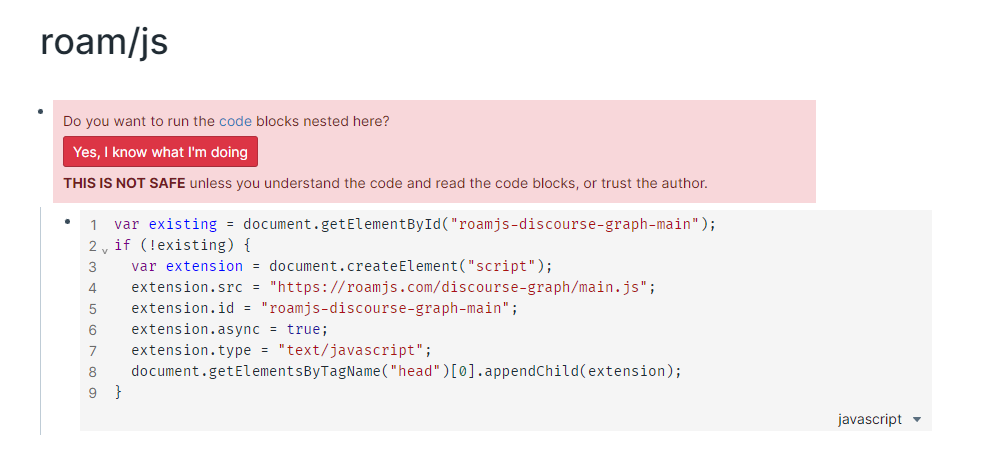 roam/js
Do you want to run the code blocks nested here?
Yes, I know what I'm doing
THIS IS NOT SAFE unless you understand the code and read the code blocks, or trust the author.
1 var existing = document.getElementById("roamjs-discourse-graph-main");
2 if (!existing) {
3   var extension = document.createElement("script");
4   extension.src = "https://roamjs.com/discourse-graph/main.js";
5   extension.id = "roamjs-discourse-graph-main";
6   extension.async = true;
7   extension.type = "text/javascript";
8   document.getElementsByTagName("head")[0].appendChild(extension);
9 }
javascript